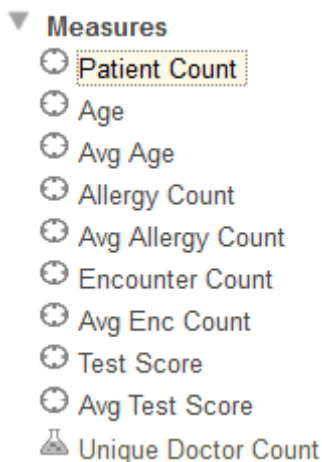 Measures
Patient Count
Age
Avg Age
Allergy Count
Avg Allergy Count
Encounter Count
Avg Enc Count
Test Score
Avg Test Score
Unique Doctor Count